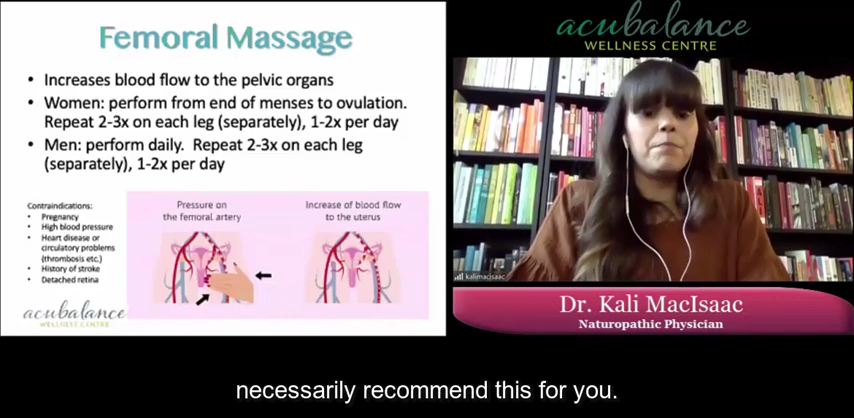 Femoral Massage
• Increases blood flow to the pelvic organs
• Women: perform from end of menses to ovulation.
Repeat 2-3x on each leg (separately), 1-2x per day
• Men: perform daily. Repeat 2-3x on each leg
(separately), 1-2x per day
Contraindications:
• Pregnancy
• High blood pressure
• Heart disease or
circulatory problems
(thrombosis etc.)
• History of stroke
• Detached retina
Pressure on
the femoral artery
Increase of blood flow
to the uterus
acubalance
WELLNESS CENTRE
acubalance
WELLNESS CENTRE
kalimacisaac
Dr. Kali MacIsaac
Naturopathic Physician
necessarily recommend this for you.